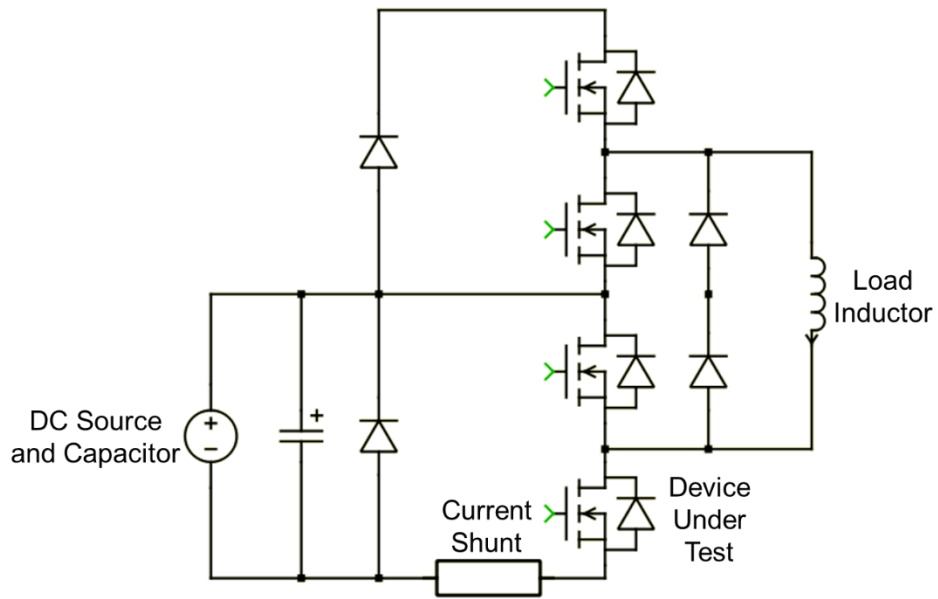 Load
Inductor
DC Source
and Capacitor
Current
Shunt
Device
Under
Test